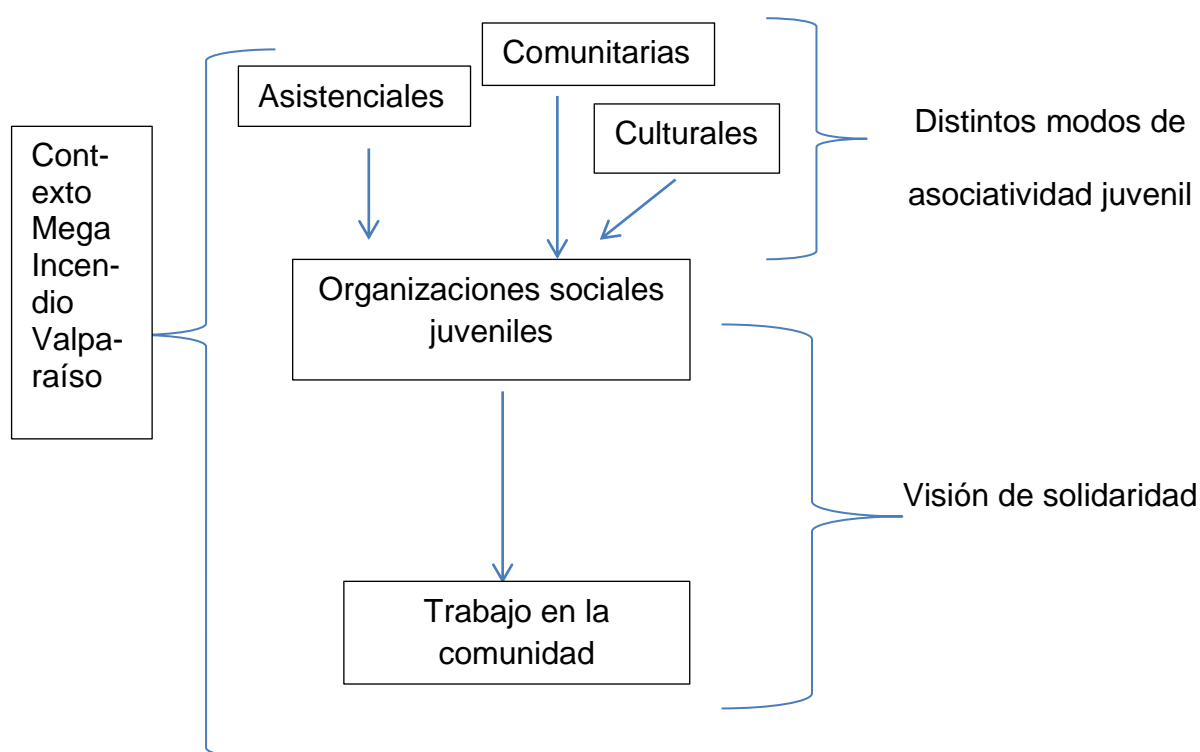 Comunitarias
Asistenciales
Culturales
Distintos modos de
asociatividad juvenil
Cont-
exto
Mega
Incen-
dio
Valpa-
raíso
Organizaciones sociales
juveniles
Visión de solidaridad
Trabajo en la
comunidad